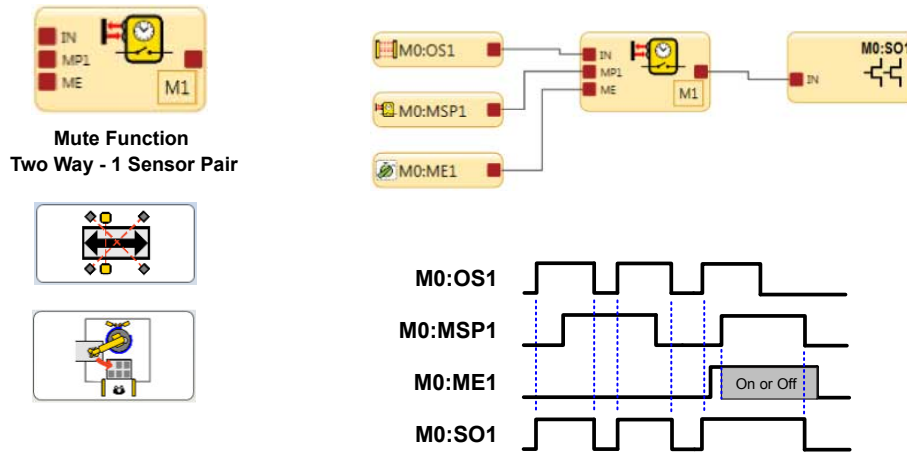 IN
MP1
ME
M1
Mute Function
Two Way - 1 Sensor Pair
M0:OS1
M0:MSP1
M0:ME1
IN
MP1
ME
M1
M0:SO1
IN
M0:OS1
M0:MSP1
M0:ME1
On or Off
M0:SO1